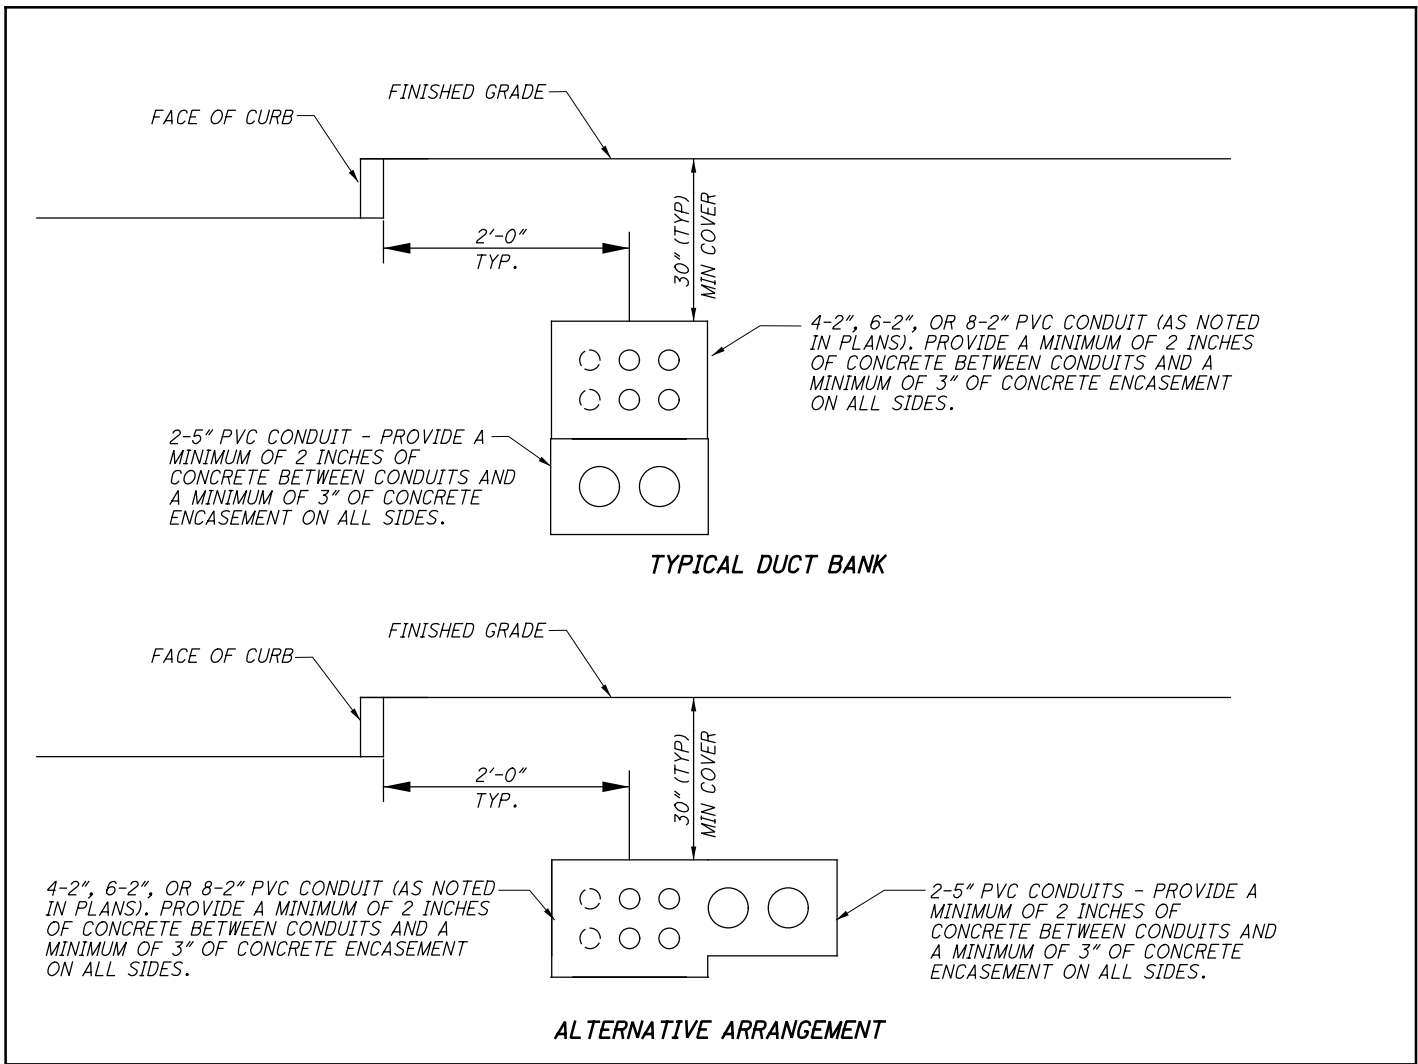 FINISHED GRADE
FACE OF CURB
2'-0"
TYP.
30" (TYP)
MIN COVER
4-2", 6-2", OR 8-2" PVC CONDUIT (AS NOTED
IN PLANS). PROVIDE A MINIMUM OF 2 INCHES
OF CONCRETE BETWEEN CONDUITS AND A
MINIMUM OF 3" OF CONCRETE ENCASEMENT
ON ALL SIDES.
2-5" PVC CONDUIT - PROVIDE A
MINIMUM OF 2 INCHES OF
CONCRETE BETWEEN CONDUITS AND
A MINIMUM OF 3" OF CONCRETE
ENCASEMENT ON ALL SIDES.
TYPICAL DUCT BANK
FINISHED GRADE
FACE OF CURB
2'-0"
TYP.
30" (TYP)
MIN COVER
4-2", 6-2", OR 8-2" PVC CONDUIT (AS NOTED
IN PLANS). PROVIDE A MINIMUM OF 2 INCHES
OF CONCRETE BETWEEN CONDUITS AND A
MINIMUM OF 3" OF CONCRETE ENCASEMENT
ON ALL SIDES.
2-5" PVC CONDUITS - PROVIDE A
MINIMUM OF 2 INCHES OF
CONCRETE BETWEEN CONDUITS AND
A MINIMUM OF 3" OF CONCRETE
ENCASEMENT ON ALL SIDES.
ALTERNATIVE ARRANGEMENT